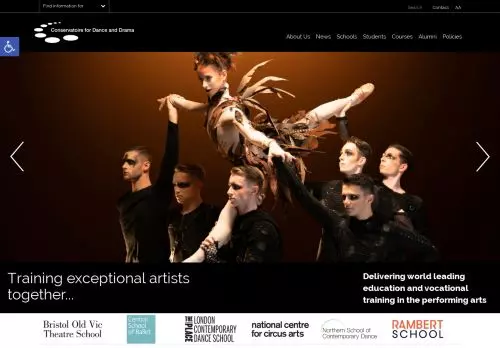 Find information for
Search
Contact
AA
Conservatoire for Dance and Drama
About Us
News
Schools
Students
Courses
Alumni
Policies
Training exceptional artists
together...
Delivering world leading
education and vocational
training in the performing arts
Bristol Old Vic
Theatre School
Central
School
of Ballet
THE PLACE
LONDON
CONTEMPORARY
DANCE SCHOOL
national centre
for circus arts
Northern School of
Contemporary Dance
RAMBERT
SCHOOL